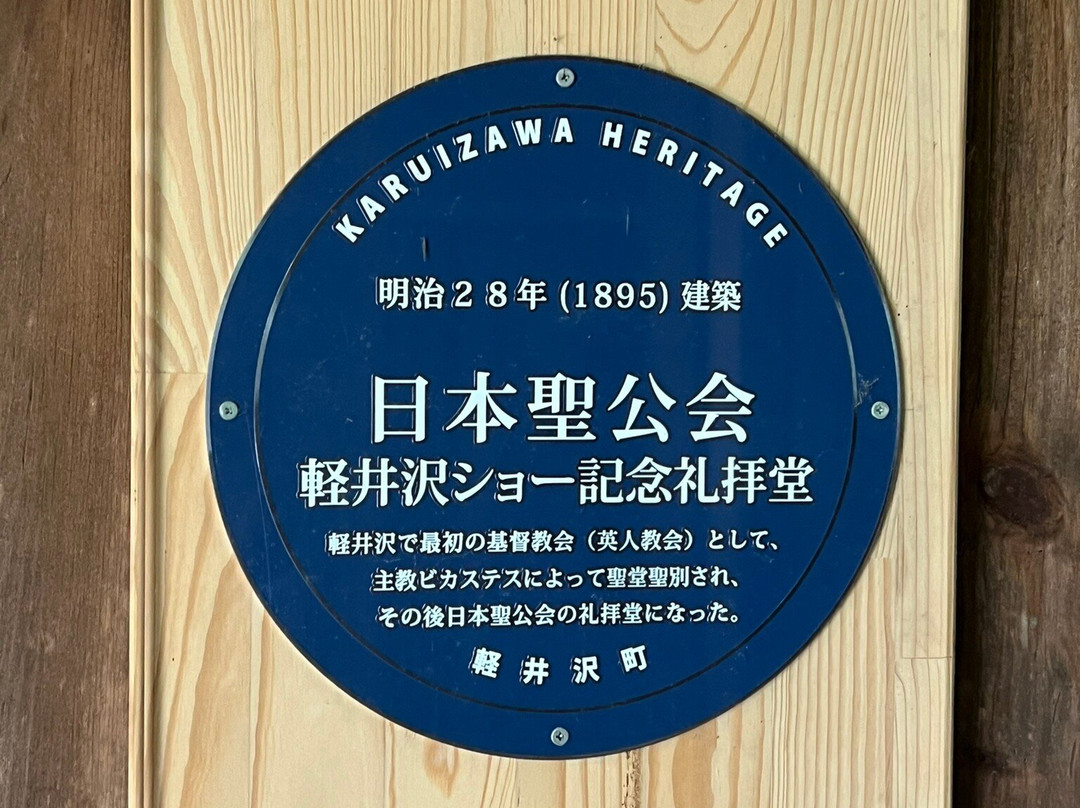 KARUIZAWA HERITAGE
明治２８年 (1895) 建築
日本聖公会
軽井沢ショー記念礼拝堂
軽井沢で最初の基督教会（英人教会）として、
主教ビカステスによって聖堂聖別され、
その後日本聖公会の礼拝堂になった。
軽井沢町